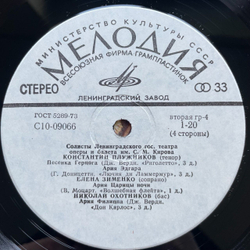 МИНИСТЕРСТВО КУЛЬТУРЫ СССР
МЕЛОДИЯ
ВСЕСОЮЗНАЯ ФИРМА ГРАМПЛАСТИНОК
СТЕРЕО
33
ЛЕНИНГРАДСКИЙ ЗАВОД
ГОСТ 5289-73
С10-09066
вторая гр-4
1-20
(4 стороны)
Солисты Ленинградского гос. театра
оперы и балета им. С. М. Кирова
КОНСТАНТИН ПЛУЖНИКОВ (тенор)
Песенка Герцога (Дж. Верди. «Риголетто», 3 д.)
Ария Эдгара
(Г. Доницетти. «Лючия ди Ламмермур», 3 д.)
ЕЛЕНА ЗИМЕНКО (сопрано)
Ария Царицы ночи
(В. Моцарт. «Волшебная флейта», 1 д.)
НИКОЛАЙ ОХОТНИКОВ (бас)
Ария Филиппа (Дж. Верди.
«Дон Карлос», 3 д.)